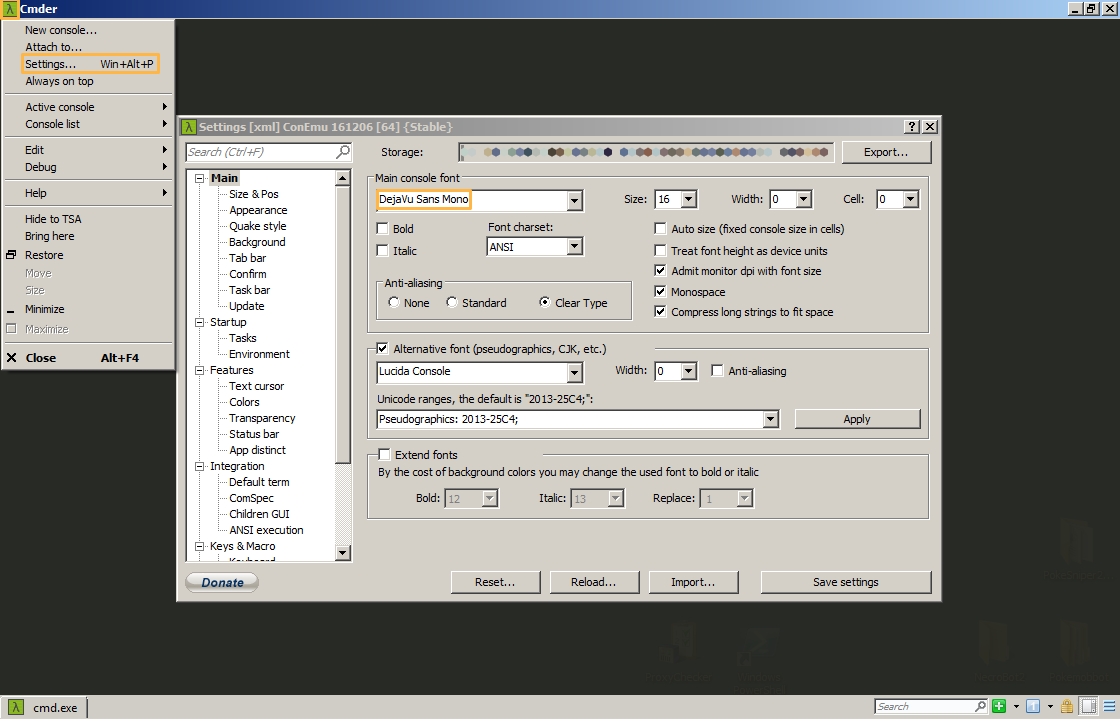 Cmder
New console...
Attach to...
Settings... Win+Alt+P
Always on top
Active console
Console list
Edit
Debug
Help
Hide to TSA
Bring here
Restore
Move
Size
Minimize
Maximize
Close Alt+F4
Settings [xml] ConEmu 161206 [64] {Stable}
Search (Ctrl+F)
Main
Size & Pos
Appearance
Quake style
Background
Tab bar
Confirm
Task bar
Update
Startup
Tasks
Environment
Features
Text cursor
Colors
Transparency
Status bar
App distinct
Integration
Default term
ComSpec
Children GUI
ANSI execution
Keys & Macro
Keyboard
Donate
Storage: Export...
Main console font
DejaVu Sans Mono Size: 16 Width: 0 Cell: 0
Bold Font charset: Auto size (fixed console size in cells)
Italic ANSI Treat font height as device units
Admit monitor dpi with font size
Anti-aliasing Monospace
None Standard Clear Type Compress long strings to fit space
Alternative font (pseudographics, CJK, etc.)
Lucida Console Width: 0 Anti-aliasing
Unicode ranges, the default is "2013-25C4;":
Pseudographics: 2013-25C4; Apply
Extend fonts
By the cost of background colors you may change the used font to bold or italic
Bold: 12 Italic: 13 Replace: 1
Reset... Reload... Import... Save settings
cmd.exe Search 1